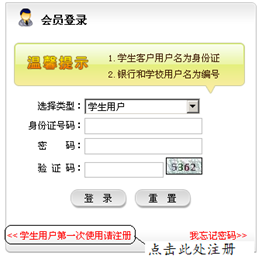 会员登录
温馨提示
1.学生客户用户名为身份证
2.银行和学校用户名为编号
选择类型：学生用户
身份证号码：
密 码：
验 证 码：5362
登 录 重 置
<<学生用户第一次使用请注册 我忘记密码>>
点击此处注册